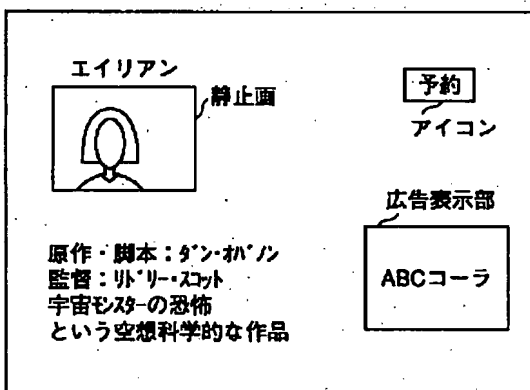 エイリアン
静止画
予約
アイコン
広告表示部
ABCコーラ
原作・脚本：ﾀﾞﾝ・ｵﾊﾞﾉﾝ
監督：ﾘﾄﾞﾘｰ・ｽｺｯﾄ
宇宙ﾓﾝｽﾀｰの恐怖
という空想科学的な作品